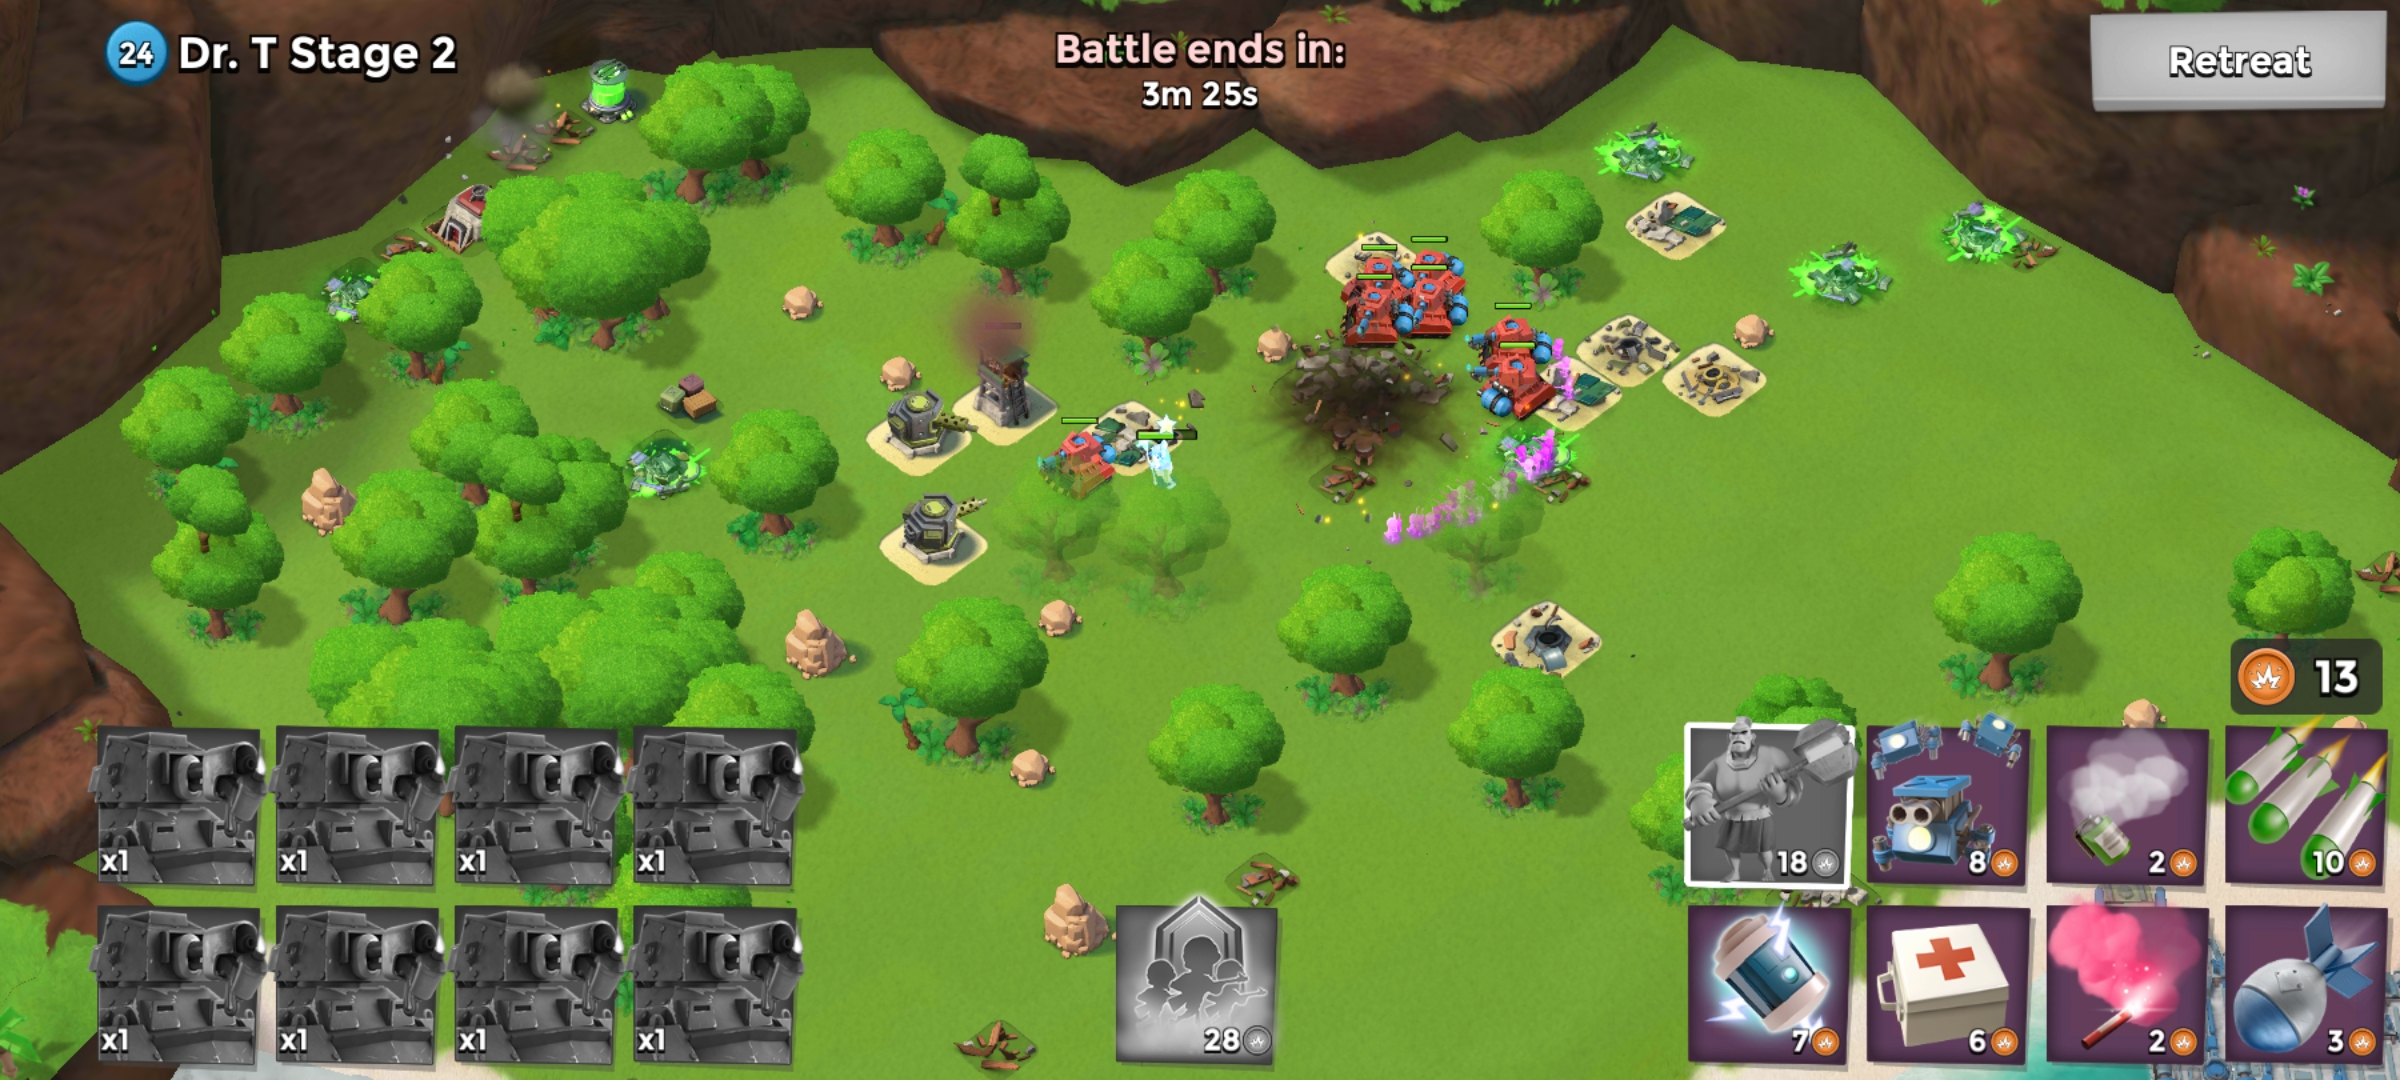 24 Dr. T Stage 2
Battle ends in:
3m 25s
Retreat
13
x1 x1 x1 x1
18 8 2 10
x1 x1 x1 x1
28
7 6 2 3